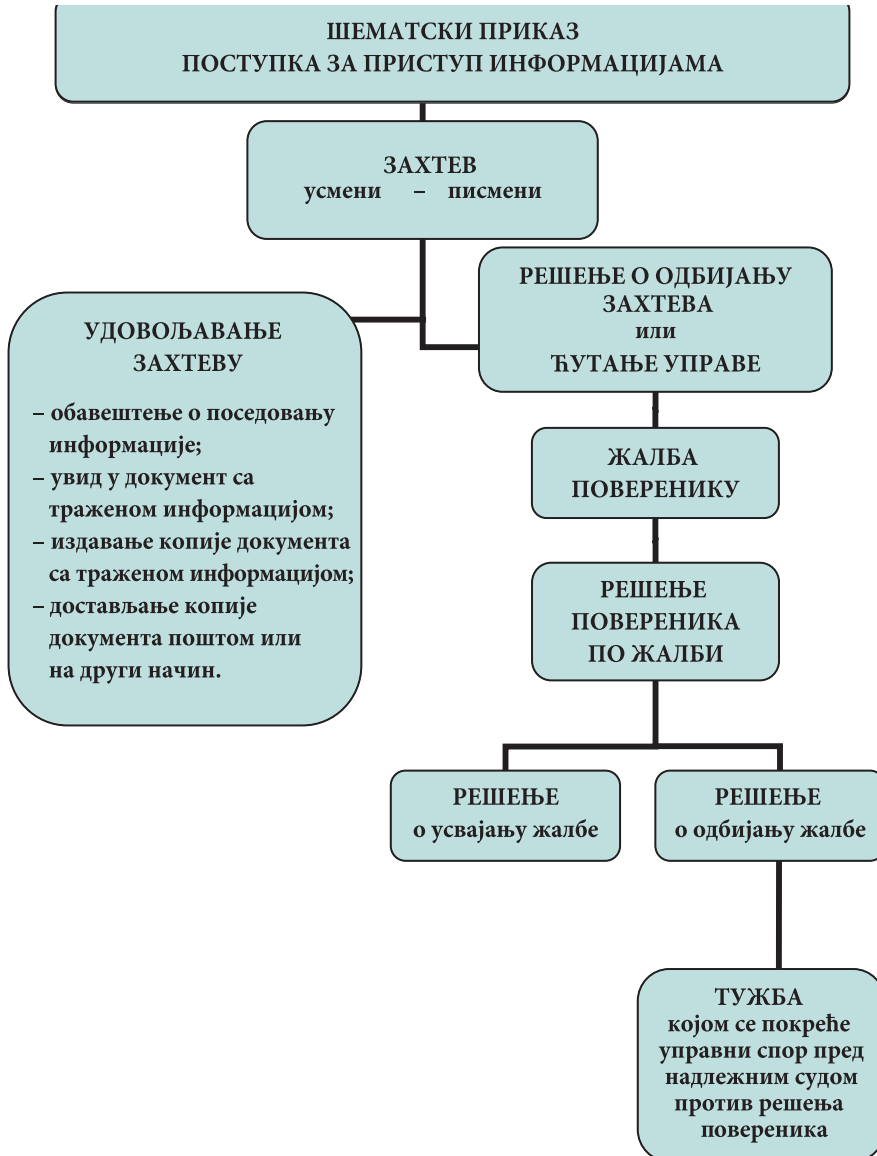 ШЕМАТСКИ ПРИКАЗ
ПОСТУПКА ЗА ПРИСТУП ИНФОРМАЦИЈАМА
ЗАХТЕВ
усмени – писмени
РЕШЕЊЕ О ОДБИЈАЊУ
ЗАХТЕВА
или
ЋУТАЊЕ УПРАВЕ
УДОВОЉАВАЊЕ
ЗАХТЕВУ
– обавештење о поседовању
информације;
– увид у документ са
траженом информацијом;
– издавање копије документа
са траженом информацијом;
– достављање копије
документа поштом или
на други начин.
ЖАЛБА
ПОВЕРЕНИКУ
РЕШЕЊЕ
ПОВЕРЕНИКА
ПО ЖАЛБИ
РЕШЕЊЕ
о усвајању жалбе
РЕШЕЊЕ
о одбијању жалбе
ТУЖБА
којом се покреће
управни спор пред
надлежним судом
против решења
повереника